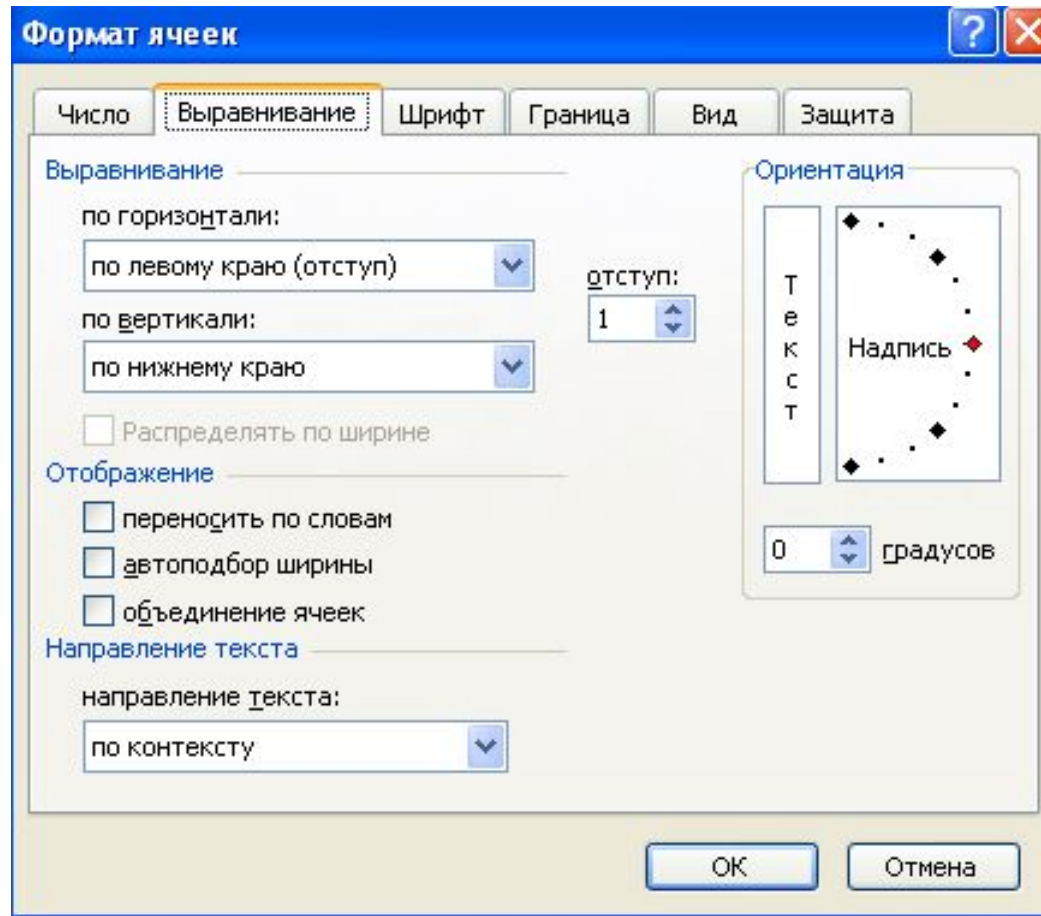 Формат ячеек
Число Выравнивание Шрифт Граница Вид Защита
Выравнивание
по горизонтали:
по левому краю (отступ)
отступ:
1
по вертикали:
по нижнему краю
Распределять по ширине
Отображение
переносить по словам
автоподбор ширины
объединение ячеек
Направление текста
направление текста:
по контексту
Ориентация
Текст
Надпись
0 градусов
ОК Отмена